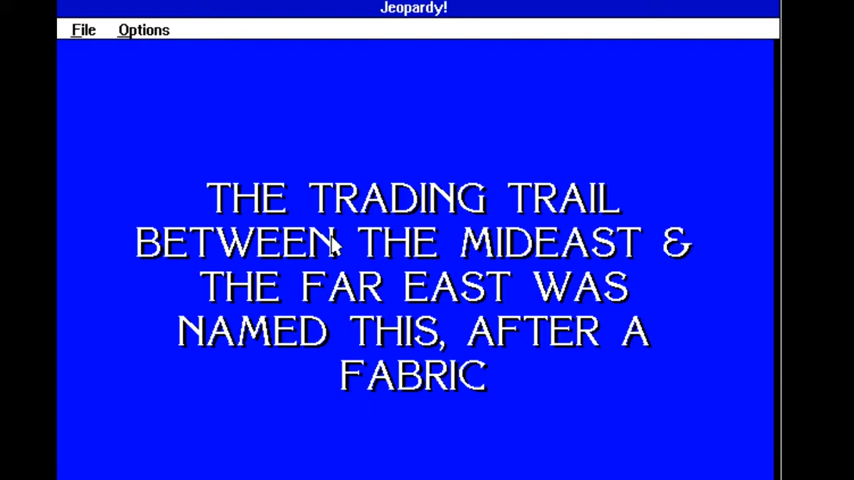 Jeopardy!
File Options
THE TRADING TRAIL
BETWEEN THE MIDEAST &
THE FAR EAST WAS
NAMED THIS, AFTER A
FABRIC